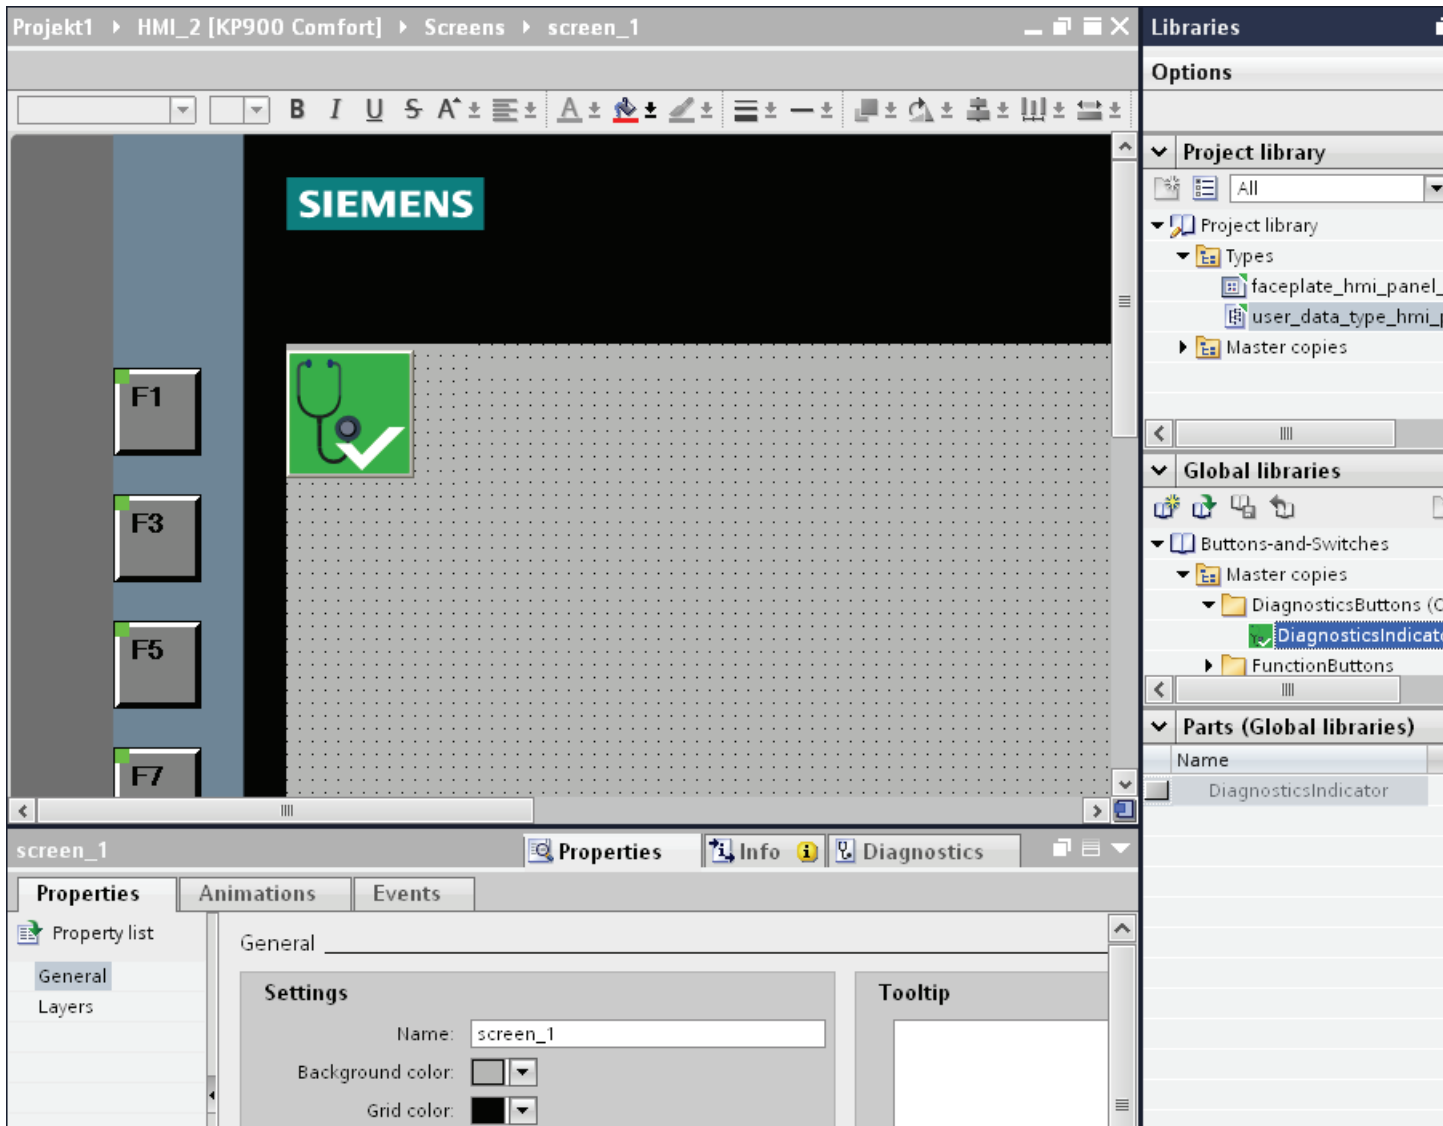 Projekt1 ▸ HMI_2 [KP900 Comfort] ▸ Screens ▸ screen_1
B I U S A A
SIEMENS
F1
F3
F5
F7
screen_1
Properties
Info
Diagnostics
Properties
Animations
Events
Property list
General
Layers
General
Settings
Name: screen_1
Background color:
Grid color:
Tooltip
Libraries
Options
Project library
All
Project library
Types
faceplate_hmi_panel_
user_data_type_hmi_p
Master copies
Global libraries
Buttons-and-Switches
Master copies
DiagnosticsButtons (C
DiagnosticsIndicato
FunctionButtons
Parts (Global libraries)
Name
DiagnosticsIndicator